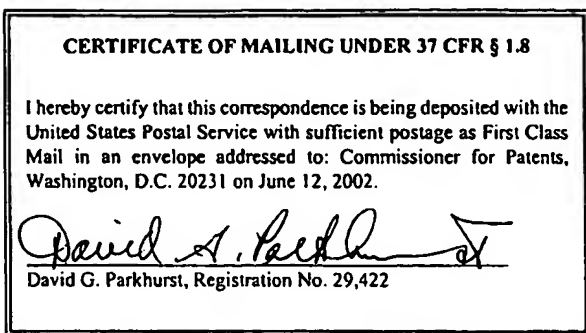 CERTIFICATE OF MAILING UNDER 37 CFR § 1.8
I hereby certify that this correspondence is being deposited with the
United States Postal Service with sufficient postage as First Class
Mail in an envelope addressed to: Commissioner for Patents,
Washington, D.C. 20231 on June 12, 2002.
David G. Parkhurst, Registration No. 29,422